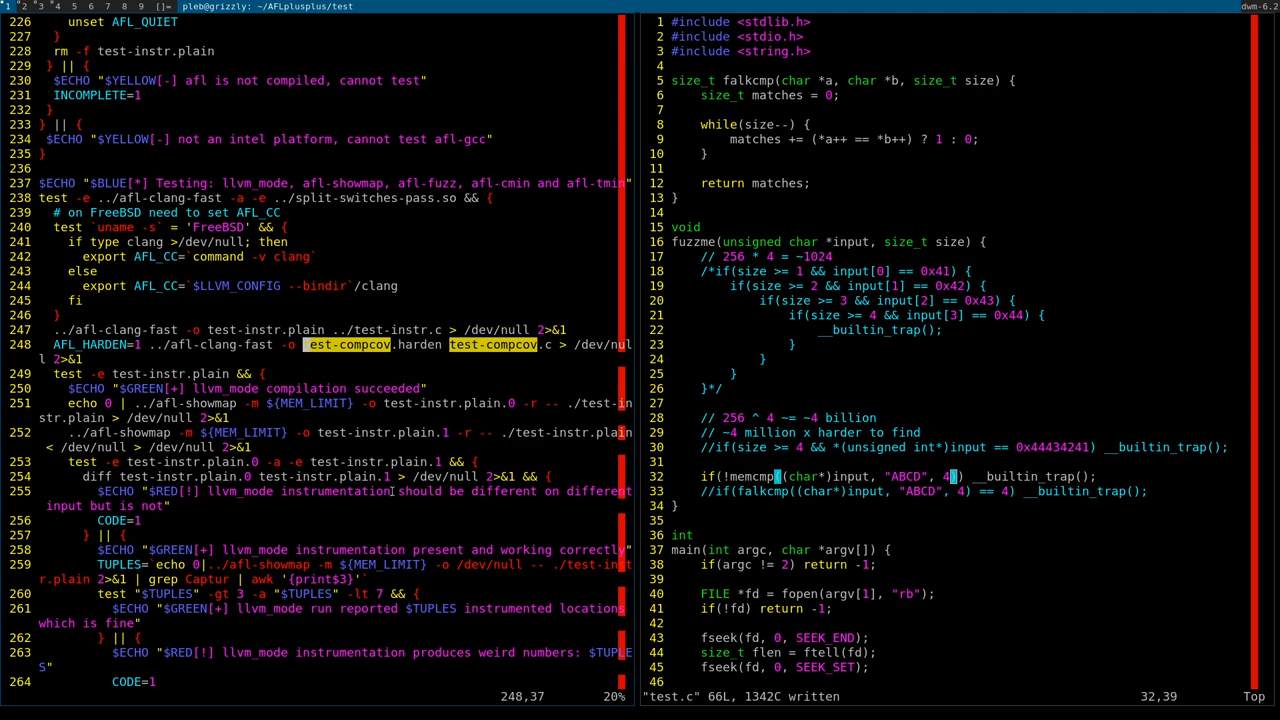 1 2 3 4 5 6 7 8 9 []= pleb@grizzly: ~/AFLplusplus/test dwm-6.2
226 unset AFL_QUIET
227 }
228 rm -f test-instr.plain
229 } || {
230 $ECHO "$YELLOW[-] afl is not compiled, cannot test"
231 INCOMPLETE=1
232 }
233 } || {
234 $ECHO "$YELLOW[-] not an intel platform, cannot test afl-gcc"
235 }
236
237 $ECHO "$BLUE[*] Testing: llvm_mode, afl-showmap, afl-fuzz, afl-cmin and afl-tmin"
238 test -e ../afl-clang-fast -a -e ../split-switches-pass.so && {
239 # on FreeBSD need to set AFL_CC
240 test `uname -s` = 'FreeBSD' && {
241 if type clang >/dev/null; then
242 export AFL_CC=`command -v clang`
243 else
244 export AFL_CC=`$LLVM_CONFIG --bindir`/clang
245 fi
246 }
247 ../afl-clang-fast -o test-instr.plain ../test-instr.c > /dev/null 2>&1
248 AFL_HARDEN=1 ../afl-clang-fast -o test-compcov.harden test-compcov.c > /dev/nul
l 2>&1
249 test -e test-instr.plain && {
250 $ECHO "$GREEN[+] llvm_mode compilation succeeded"
251 echo 0 | ../afl-showmap -m ${MEM_LIMIT} -o test-instr.plain.0 -r -- ./test-in
str.plain > /dev/null 2>&1
252 ../afl-showmap -m ${MEM_LIMIT} -o test-instr.plain.1 -r -- ./test-instr.plain
< /dev/null > /dev/null 2>&1
253 test -e test-instr.plain.0 -a -e test-instr.plain.1 && {
254 diff test-instr.plain.0 test-instr.plain.1 > /dev/null 2>&1 && {
255 $ECHO "$RED[!] llvm_mode instrumentation should be different on different
input but is not"
256 CODE=1
257 } || {
258 $ECHO "$GREEN[+] llvm_mode instrumentation present and working correctly"
259 TUPLES=`echo 0|../afl-showmap -m ${MEM_LIMIT} -o /dev/null -- ./test-inst
r.plain 2>&1 | grep Captur | awk '{print$3}'`
260 test "$TUPLES" -gt 3 -a "$TUPLES" -lt 7 && {
261 $ECHO "$GREEN[+] llvm_mode run reported $TUPLES instrumented locations
which is fine"
262 } || {
263 $ECHO "$RED[!] llvm_mode instrumentation produces weird numbers: $TUPLE
S"
264 CODE=1
248,37 20%
1 #include <stdlib.h>
2 #include <stdio.h>
3 #include <string.h>
4
5 size_t falkcmp(char *a, char *b, size_t size) {
6 size_t matches = 0;
7
8 while(size--) {
9 matches += (*a++ == *b++) ? 1 : 0;
10 }
11
12 return matches;
13 }
14
15 void
16 fuzzme(unsigned char *input, size_t size) {
17 // 256 * 4 = ~1024
18 /*if(size >= 1 && input[0] == 0x41) {
19 if(size >= 2 && input[1] == 0x42) {
20 if(size >= 3 && input[2] == 0x43) {
21 if(size >= 4 && input[3] == 0x44) {
22 __builtin_trap();
23 }
24 }
25 }
26 }*/
27
28 // 256 ^ 4 ~= ~4 billion
29 // ~4 million x harder to find
30 //if(size >= 4 && *(unsigned int*)input == 0x44434241) __builtin_trap();
31
32 if(!memcmp((char*)input, "ABCD", 4)) __builtin_trap();
33 //if(falkcmp((char*)input, "ABCD", 4) == 4) __builtin_trap();
34 }
35
36 int
37 main(int argc, char *argv[]) {
38 if(argc != 2) return -1;
39
40 FILE *fd = fopen(argv[1], "rb");
41 if(!fd) return -1;
42
43 fseek(fd, 0, SEEK_END);
44 size_t flen = ftell(fd);
45 fseek(fd, 0, SEEK_SET);
46
"test.c" 66L, 1342C written 32,39 Top